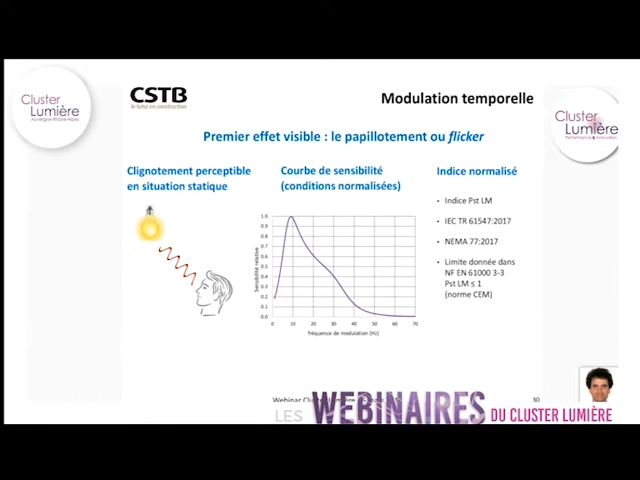 Cluster
Lumière
Auvergne-Rhône-Alpes
CSTB
le futur en construction
Modulation temporelle
Cluster
Lumière
Performance & Innovation
Premier effet visible : le papillotement ou flicker
Clignotement perceptible
en situation statique
Courbe de sensibilité
(conditions normalisées)
Sensibilité relative
1.0
0.9
0.8
0.7
0.6
0.5
0.4
0.3
0.2
0.1
0.0
0 10 20 30 40 50 60 70
fréquence de modulation (Hz)
Indice normalisé
• Indice Pst LM
• IEC TR 61547:2017
• NEMA 77:2017
• Limite donnée dans
NF EN 61000 3-3
Pst LM ≤ 1
(norme CEM)
Webinar
30
LES WEBINAIRES DU CLUSTER LUMIÈRE